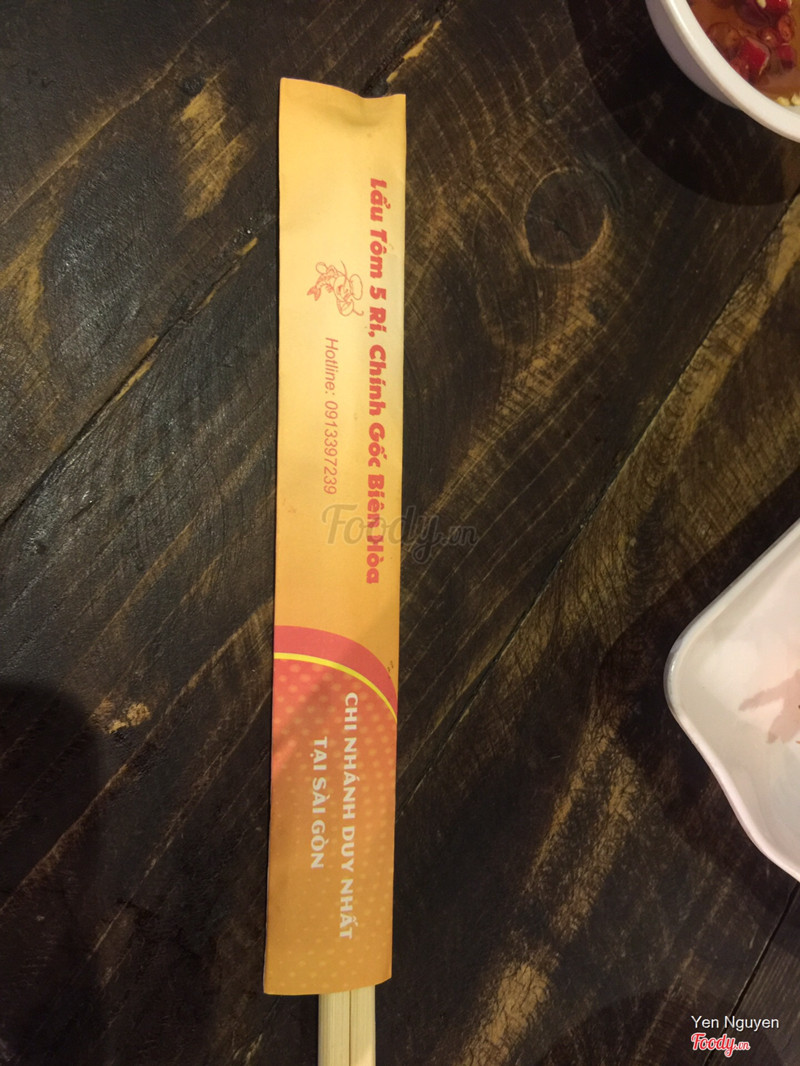 Lẩu Tôm 5 Rị, Chính Gốc Biên Hòa
Hotline: 0913397239
CHI NHÁNH DUY NHẤT
TẠI SÀI GÒN
Foody.vn
Yen Nguyen
Foody.vn